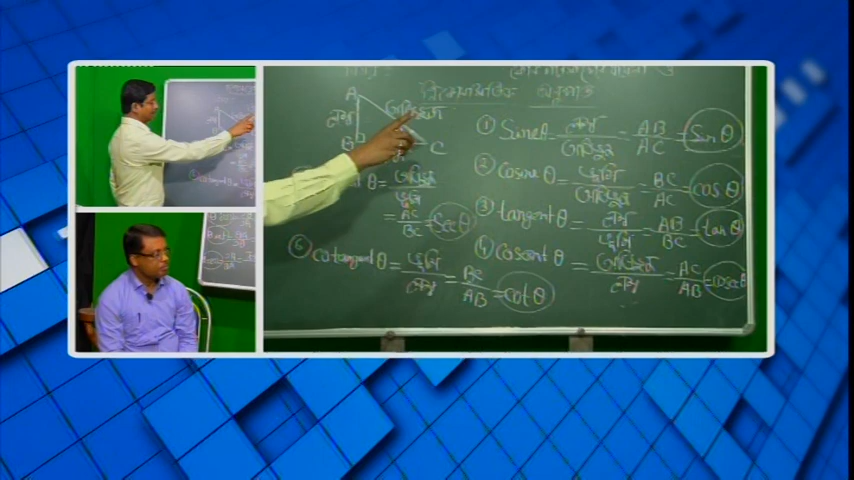 ত্রিকোণমিতিক অনুপাত
A
লম্ব
অতিভুজ
B
C
① Sine θ = লম্ব / অতিভুজ = AB / AC = Sin θ
② Cosine θ = ভূমি / অতিভুজ = BC / AC = cos θ
③ tangent θ = লম্ব / ভূমি = AB / BC = tan θ
④ Cosecant θ = অতিভুজ / লম্ব = AC / AB = cosec θ
θ = অতিভুজ / ভূমি
= AC / BC = Sec θ
⑥ cotangent θ = ভূমি / লম্ব = BC / AB = cot θ